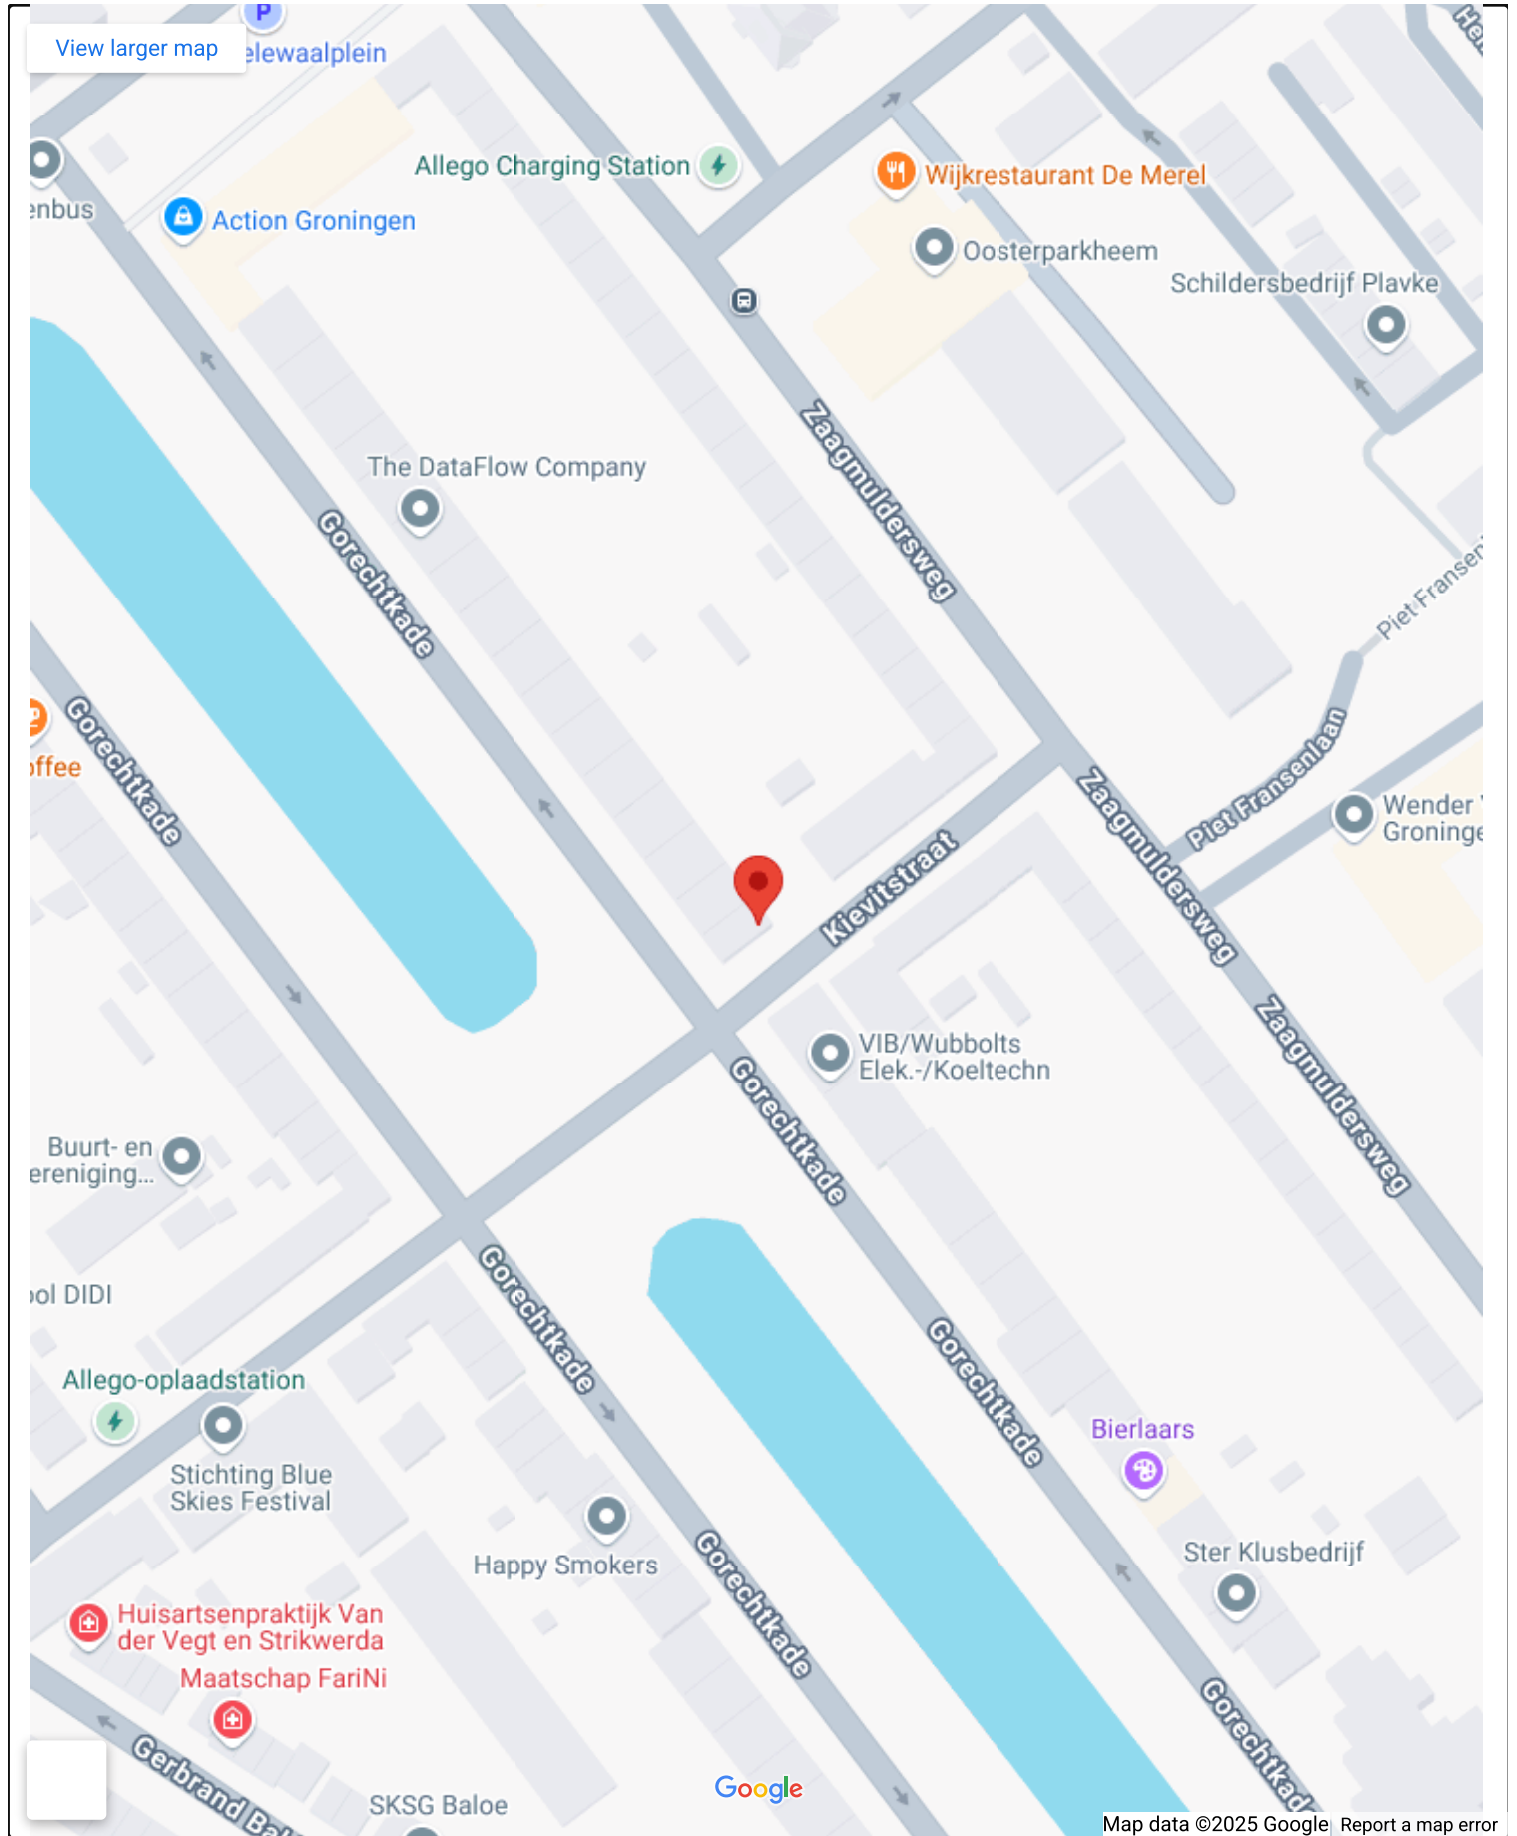 P
View larger map
elewaalplein
Allego Charging Station
Wijkrestaurant De Merel
enbus
Action Groningen
Oosterparkheem
Schildersbedrijf Plavke
Zaagmuldersweg
The DataFlow Company
Gorechtkade
Piet Fransenl
Gorechtkade
offee
Piet Fransenlaan
Zaagmuldersweg
Wender
Groninge
Kievitstraat
VIB/Wubbolts
Elek.-/Koeltechn
Zaagmuldersweg
Gorechtkade
Buurt- en
ereniging...
Gorechtkade
ool DIDI
Gorechtkade
Allego-oplaadstation
Bierlaars
Stichting Blue
Skies Festival
Happy Smokers
Gorechtkade
Ster Klusbedrijf
Huisartsenpraktijk Van
der Vegt en Strikwerda
Maatschap FariNi
Gorechtkade
Gerbrand Bak
SKSG Baloe
Google
Map data ©2025 Google
Report a map error